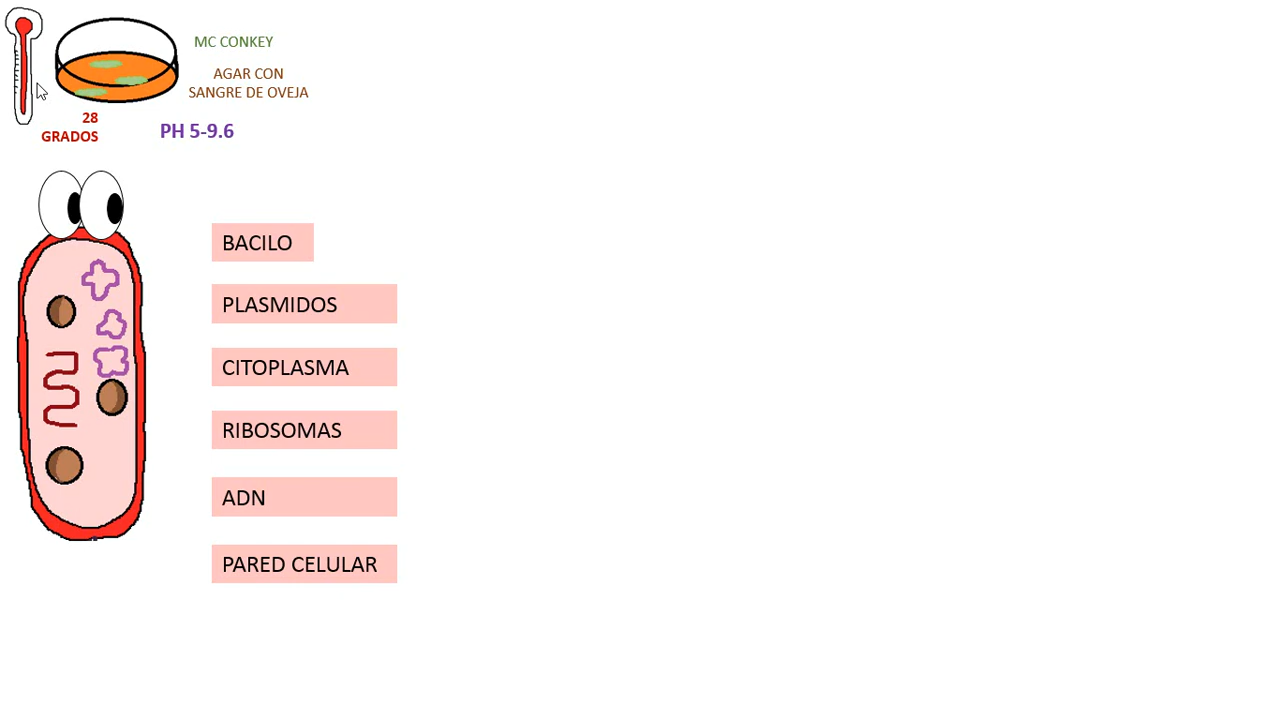 MC CONKEY
AGAR CON
SANGRE DE OVEJA
28
GRADOS
PH 5-9.6
BACILO
PLASMIDOS
CITOPLASMA
RIBOSOMAS
ADN
PARED CELULAR